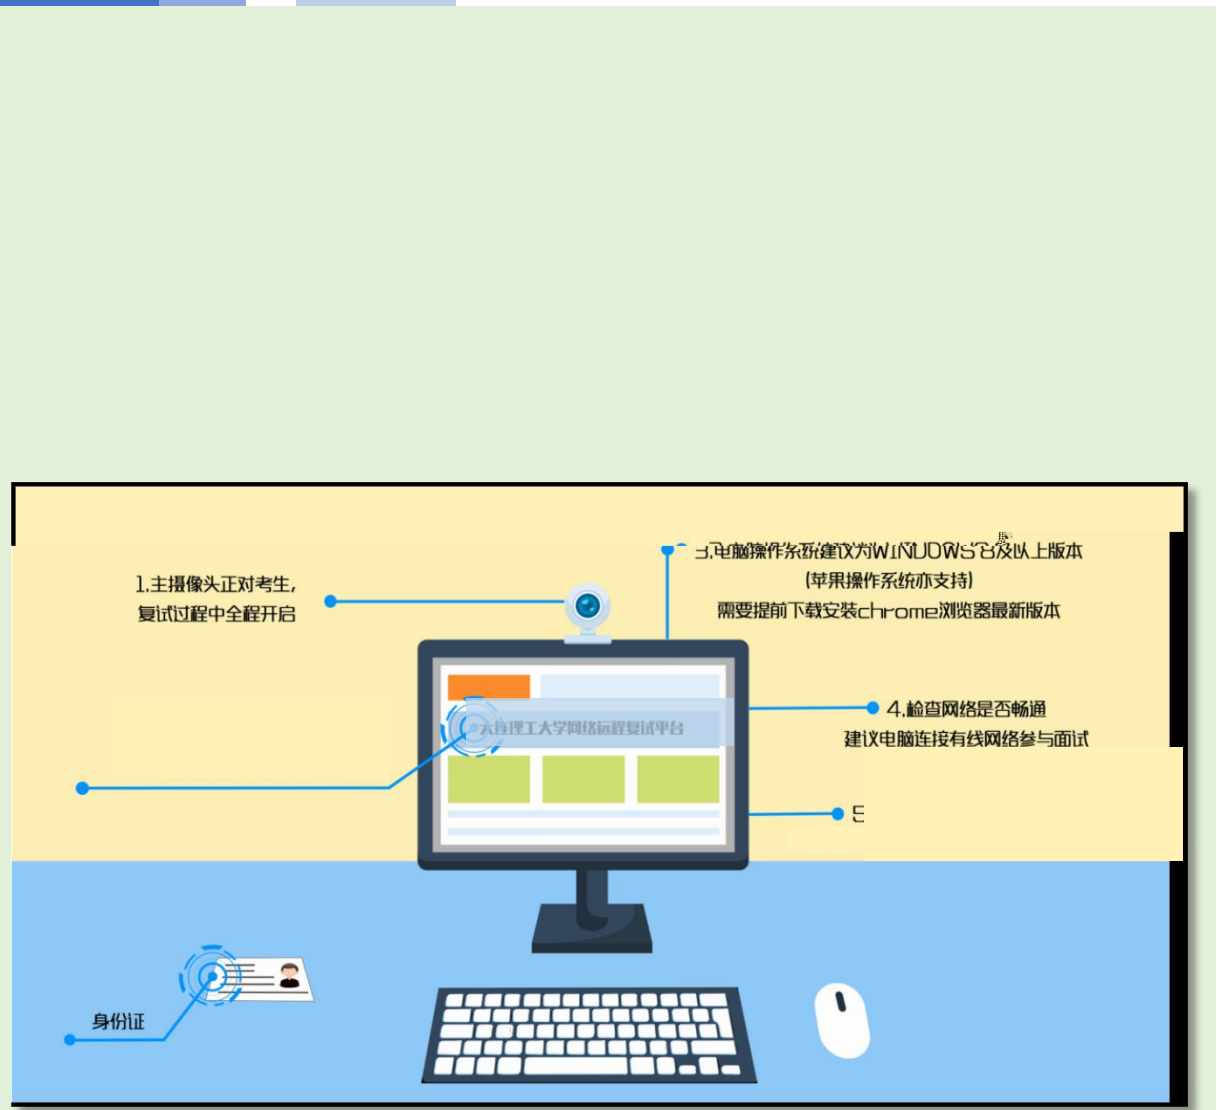 3.电脑操作系统建议为WINDOWS 8及以上版本
(苹果操作系统亦支持)
需要提前下载安装chrome浏览器最新版本
1.主摄像头正对考生,
复试过程中全程开启
4.检查网络是否畅通
建议电脑连接有线网络参与面试
大连理工大学网络远程复试平台
5
身份证